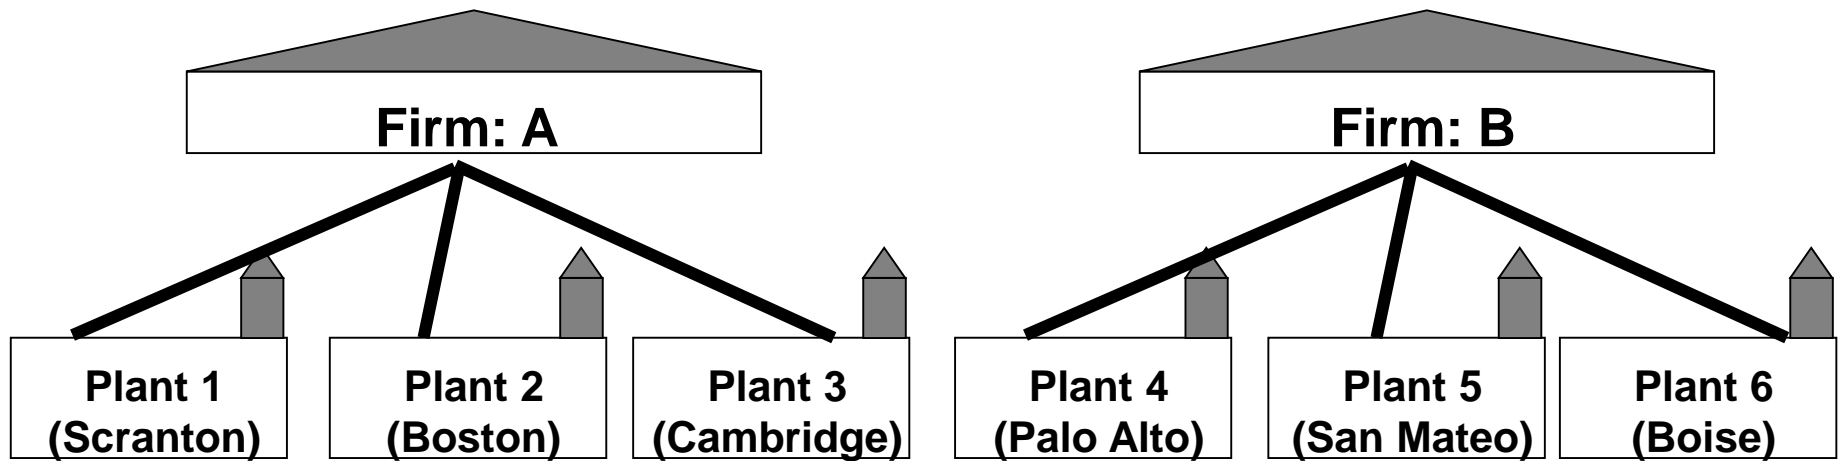 Firm: A
Firm: B
Plant 1
(Scranton)
Plant 2
(Boston)
Plant 3
(Cambridge)
Plant 4
(Palo Alto)
Plant 5
(San Mateo)
Plant 6
(Boise)